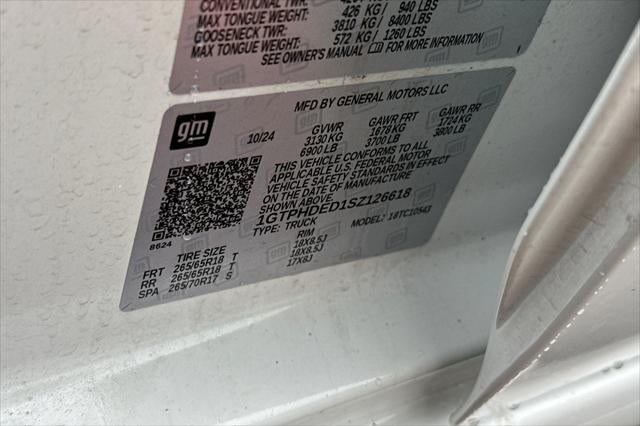 CONVENTIONAL TWR:
MAX TONGUE WEIGHT: 426 KG / 940 LBS
GOOSENECK TWR: 3810 KG / 8400 LBS
MAX TONGUE WEIGHT: 572 KG / 1260 LBS
SEE OWNER'S MANUAL FOR MORE INFORMATION
gm
MFD BY GENERAL MOTORS LLC
10/24 GVWR GAWR FRT GAWR RR
3130 KG 1678 KG 1724 KG
6900 LB 3700 LB 3800 LB
THIS VEHICLE CONFORMS TO ALL
APPLICABLE U.S. FEDERAL MOTOR
VEHICLE SAFETY STANDARDS IN EFFECT
ON THE DATE OF MANUFACTURE
SHOWN ABOVE.
1GTPHDED1SZ126618
TYPE: TRUCK MODEL: 18TC10543
8624
TIRE SIZE RIM
FRT 265/65R18 T 18X8.5J
RR 265/65R18 T 18X8.5J
SPA 265/70R17 S 17X8J